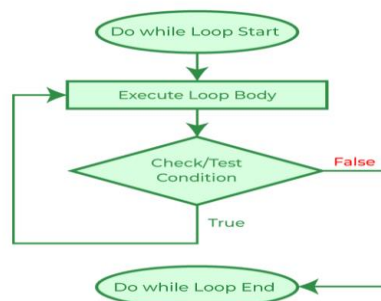 Do while Loop Start
Execute Loop Body
Check/Test
Condition
False
True
Do while Loop End